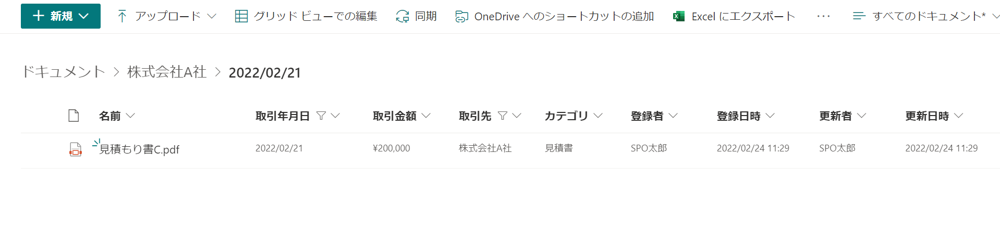 新規 アップロード グリッド ビューでの編集 同期 OneDrive へのショートカットの追加 Excel にエクスポート ··· すべてのドキュメント*
ドキュメント > 株式会社A社 > 2022/02/21
名前 取引年月日 取引金額 取引先 カテゴリ 登録者 登録日時 更新者 更新日時
見積もり書C.pdf 2022/02/21 ¥200,000 株式会社A社 見積書 SPO太郎 2022/02/24 11:29 SPO太郎 2022/02/24 11:29